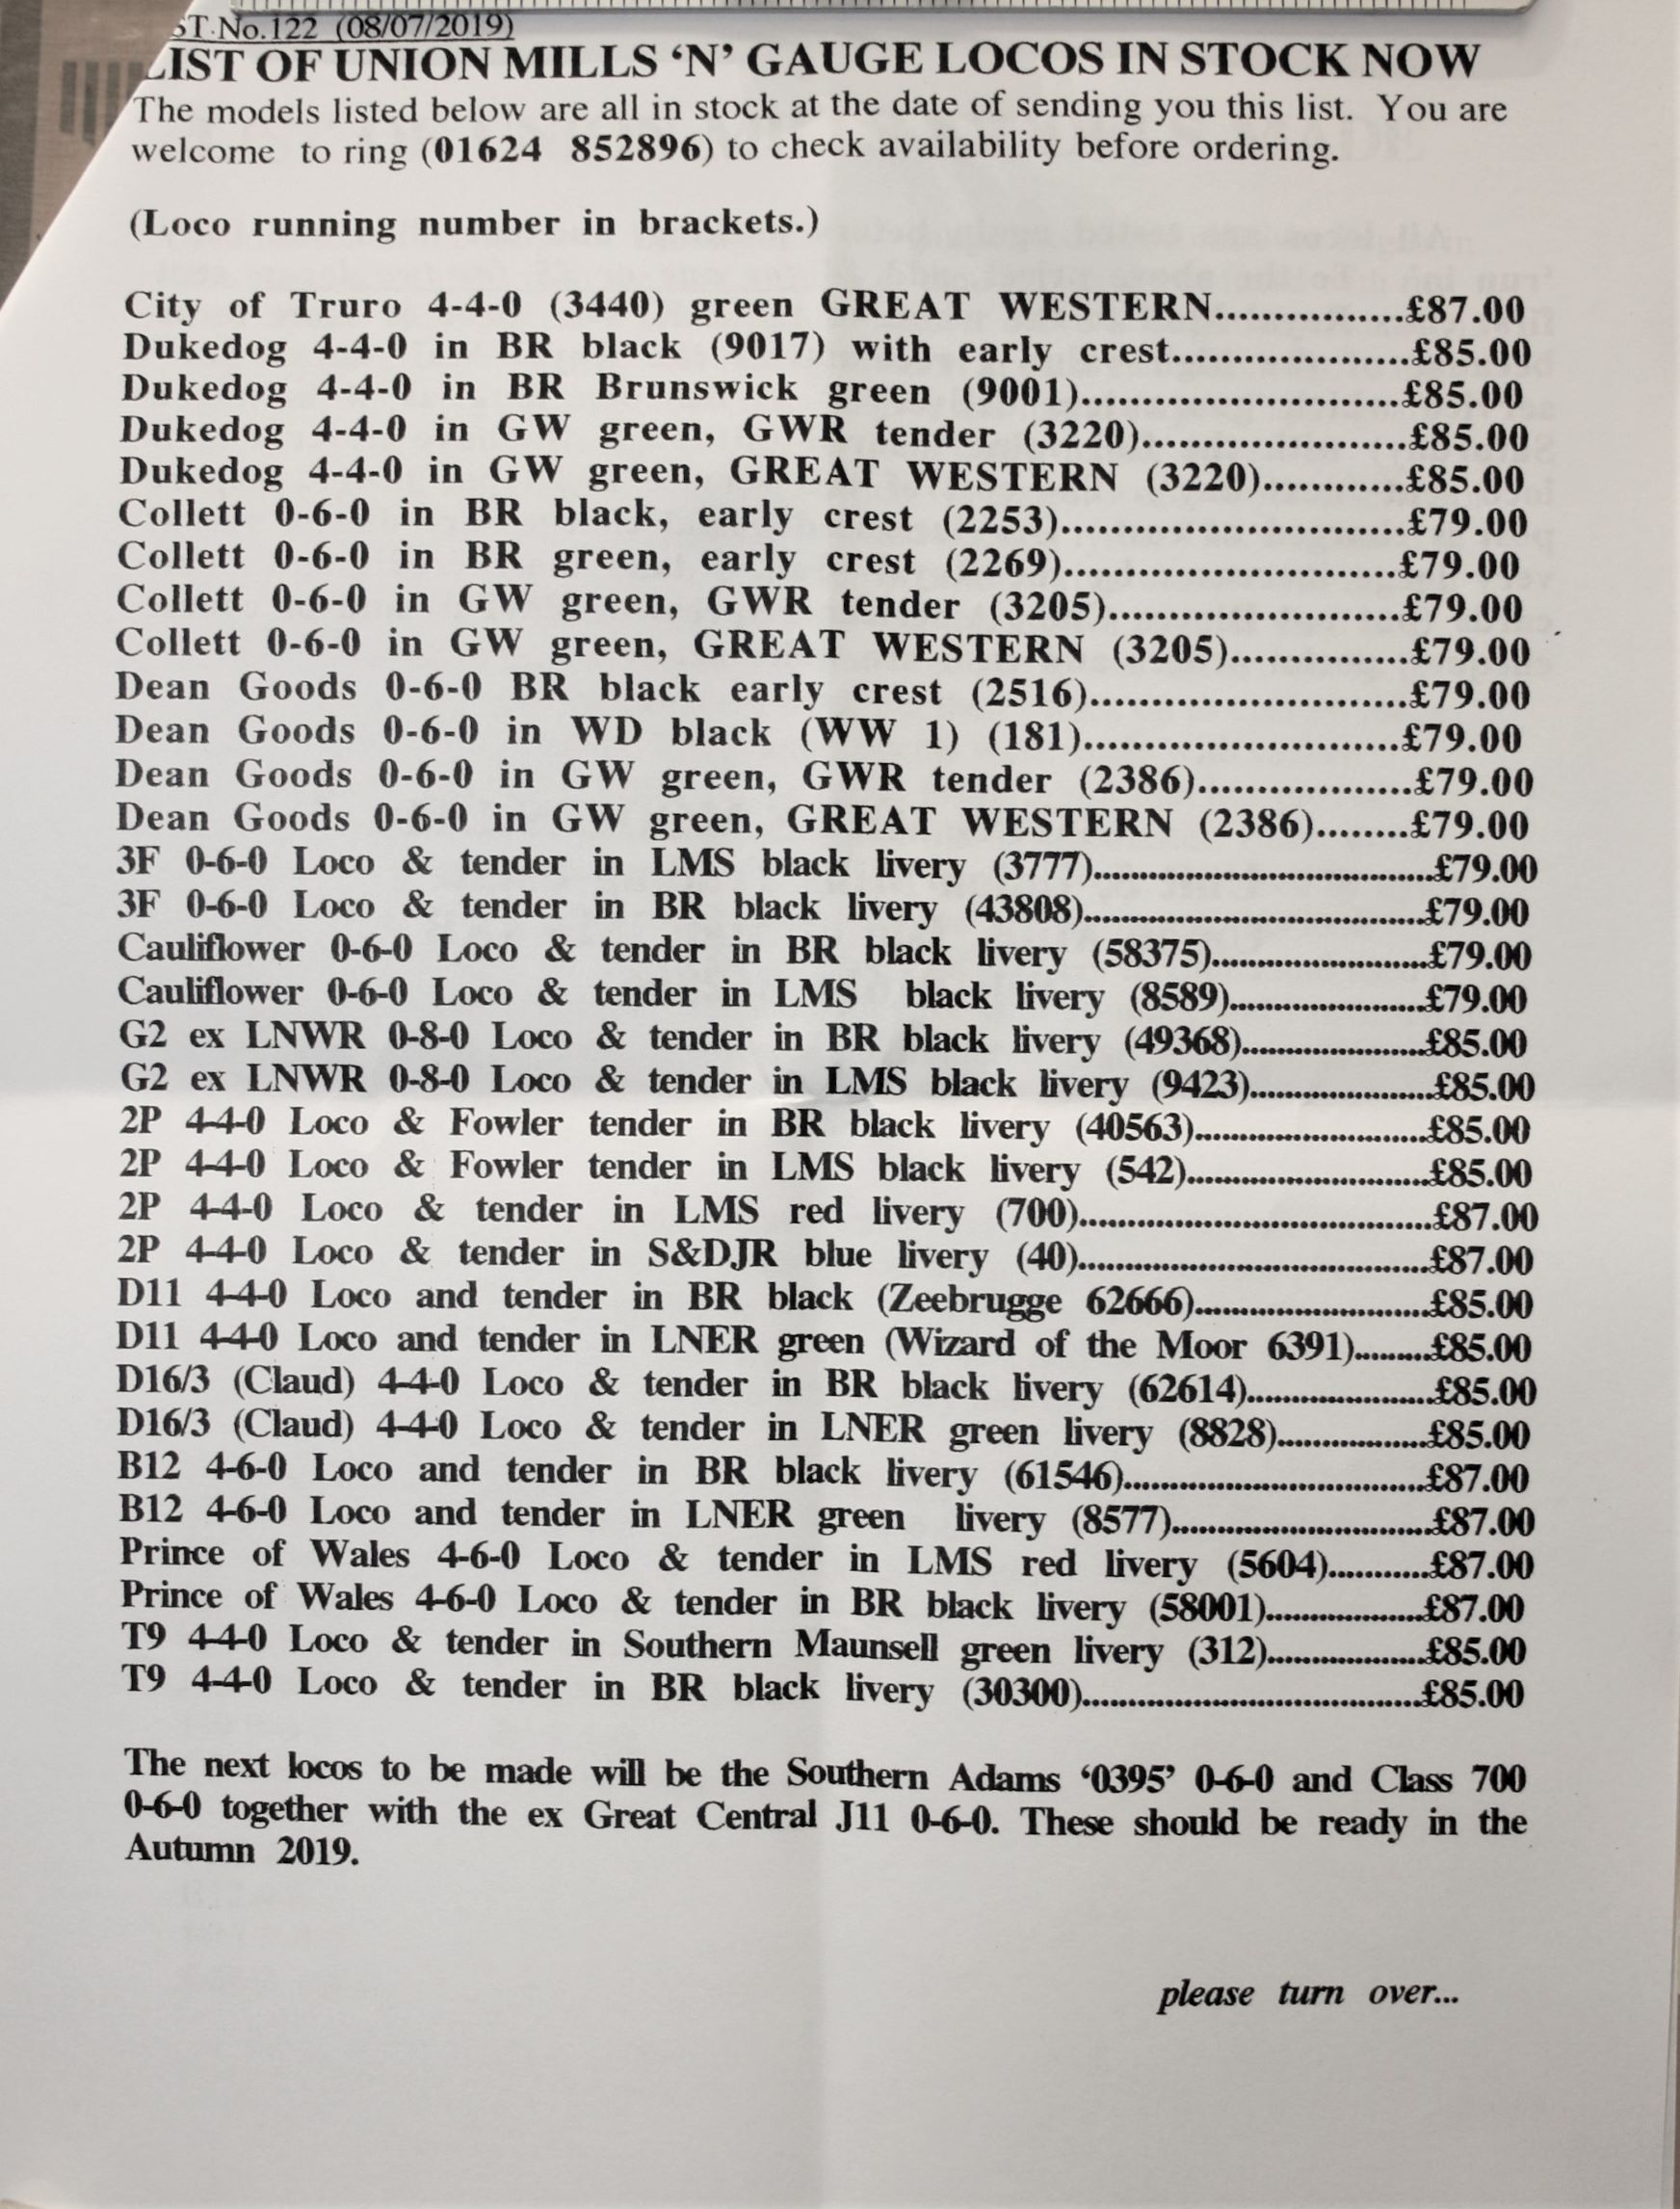 ST.No.122 (08/07/2019)
LIST OF UNION MILLS ‘N’ GAUGE LOCOS IN STOCK NOW
The models listed below are all in stock at the date of sending you this list. You are
welcome to ring (01624 852896) to check availability before ordering.
(Loco running number in brackets.)
City of Truro 4-4-0 (3440) green GREAT WESTERN................£87.00
Dukedog 4-4-0 in BR black (9017) with early crest....................£85.00
Dukedog 4-4-0 in BR Brunswick green (9001)..........................£85.00
Dukedog 4-4-0 in GW green, GWR tender (3220)......................£85.00
Dukedog 4-4-0 in GW green, GREAT WESTERN (3220)............£85.00
Collett 0-6-0 in BR black, early crest (2253)............................£79.00
Collett 0-6-0 in BR green, early crest (2269)...........................£79.00
Collett 0-6-0 in GW green, GWR tender (3205)........................£79.00
Collett 0-6-0 in GW green, GREAT WESTERN (3205)...............£79.00
Dean Goods 0-6-0 BR black early crest (2516)..........................£79.00
Dean Goods 0-6-0 in WD black (WW 1) (181)..........................£79.00
Dean Goods 0-6-0 in GW green, GWR tender (2386)..................£79.00
Dean Goods 0-6-0 in GW green, GREAT WESTERN (2386)........£79.00
3F 0-6-0 Loco & tender in LMS black livery (3777)....................................£79.00
3F 0-6-0 Loco & tender in BR black livery (43808)....................................£79.00
Cauliflower 0-6-0 Loco & tender in BR black livery (58375).......................£79.00
Cauliflower 0-6-0 Loco & tender in LMS black livery (8589).....................£79.00
G2 ex LNWR 0-8-0 Loco & tender in BR black livery (49368)....................£85.00
G2 ex LNWR 0-8-0 Loco & tender in LMS black livery (9423)....................£85.00
2P 4-4-0 Loco & Fowler tender in BR black livery (40563).........................£85.00
2P 4-4-0 Loco & Fowler tender in LMS black livery (542)..........................£85.00
2P 4-4-0 Loco & tender in LMS red livery (700)......................................£87.00
2P 4-4-0 Loco & tender in S&DJR blue livery (40).....................................£87.00
D11 4-4-0 Loco and tender in BR black (Zeebrugge 62666).........................£85.00
D11 4-4-0 Loco and tender in LNER green (Wizard of the Moor 6391).........£85.00
D16/3 (Claud) 4-4-0 Loco & tender in BR black livery (62614)....................£85.00
D16/3 (Claud) 4-4-0 Loco & tender in LNER green livery (8828)................£85.00
B12 4-6-0 Loco and tender in BR black livery (61546)................................£87.00
B12 4-6-0 Loco and tender in LNER green livery (8577)............................£87.00
Prince of Wales 4-6-0 Loco & tender in LMS red livery (5604)...........£87.00
Prince of Wales 4-6-0 Loco & tender in BR black livery (58001).................£87.00
T9 4-4-0 Loco & tender in Southern Maunsell green livery (312).................£85.00
T9 4-4-0 Loco & tender in BR black livery (30300)....................................£85.00
The next locos to be made will be the Southern Adams ‘0395’ 0-6-0 and Class 700
0-6-0 together with the ex Great Central J11 0-6-0. These should be ready in the
Autumn 2019.
please turn over...